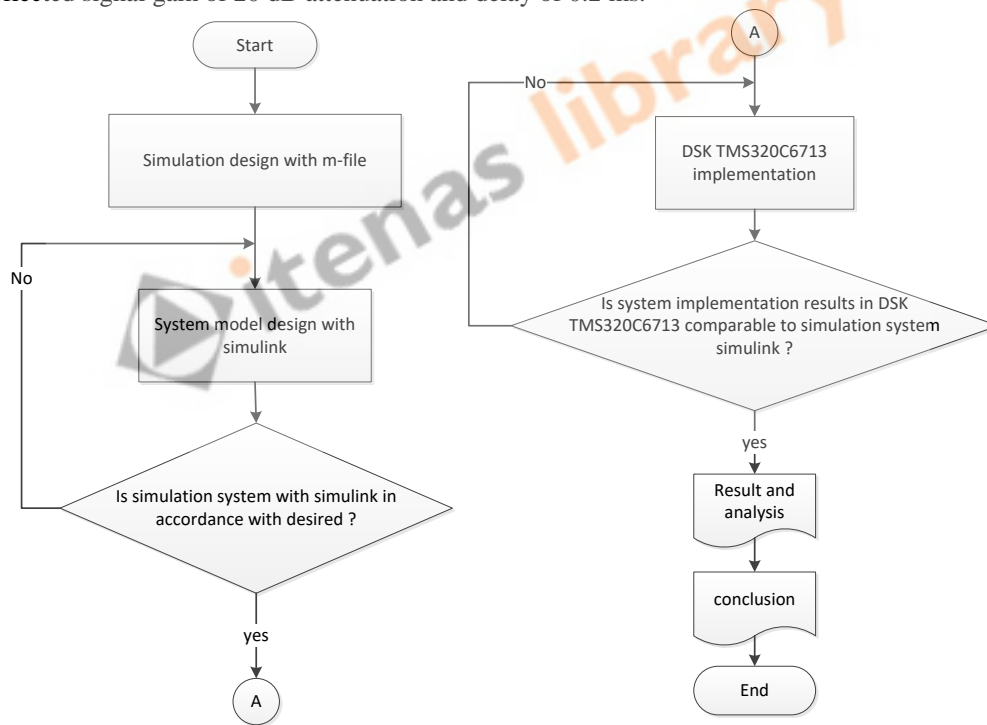 signal gain of 20 dB attenuation and delay of 0.2 ms.
Start
Simulation design with m-file
No
System model design with
simulink
Is simulation system with simulink in
accordance with desired ?
yes
A
A
No
DSK TMS320C6713
implementation
Is system implementation results in DSK
TMS320C6713 comparable to simulation system
simulink ?
yes
Result and
analysis
conclusion
End
itenas library